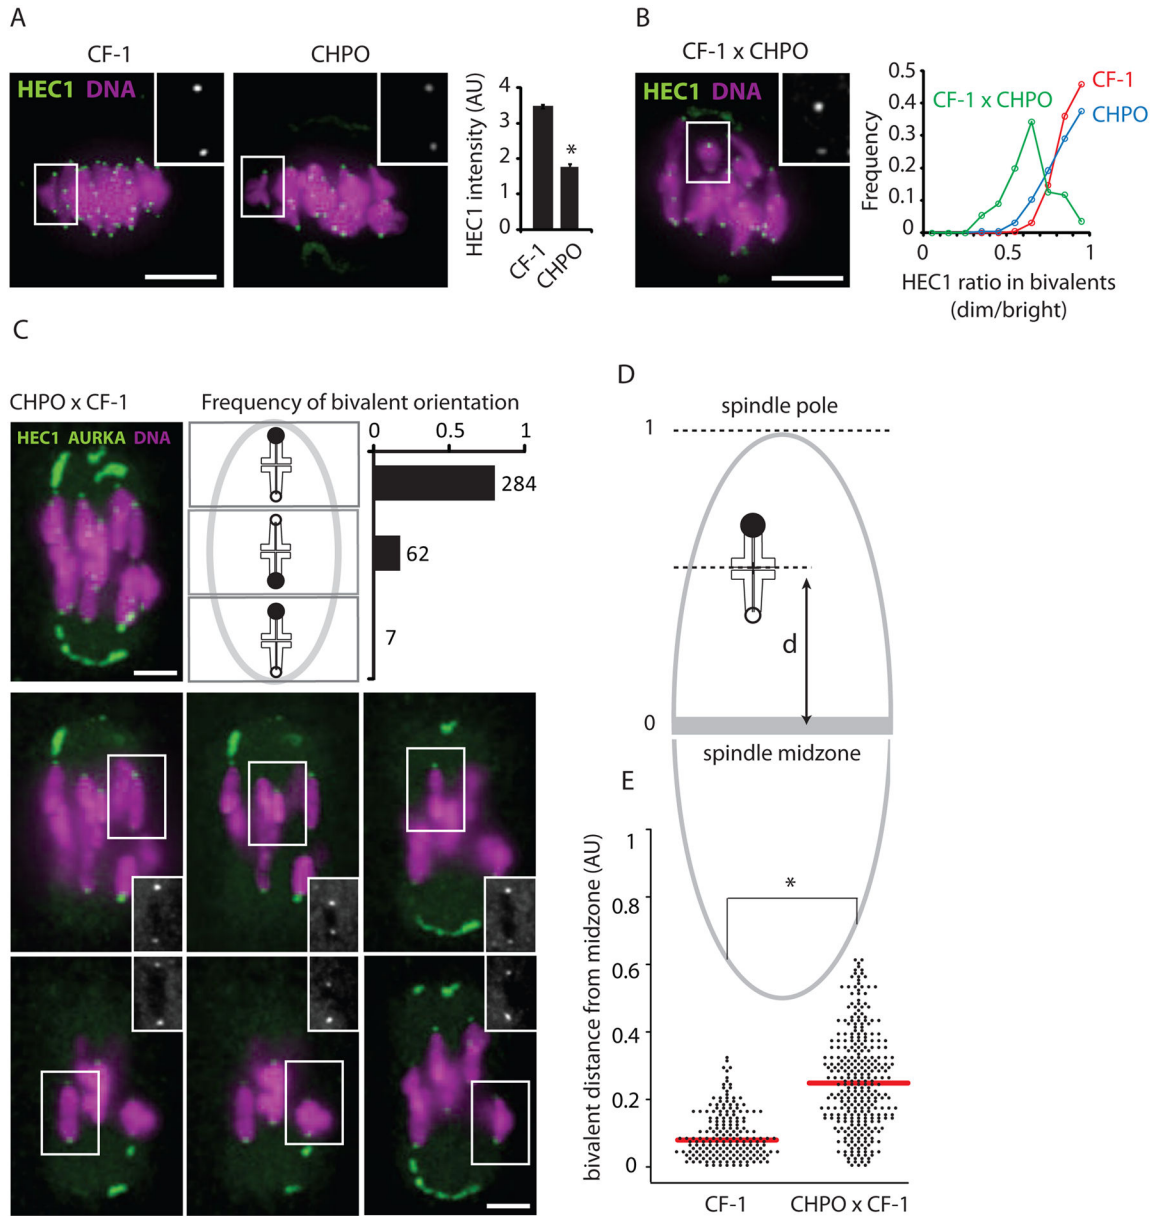 A
CF-1
CHPO
HEC1 DNA
HEC1 intensity (AU)
4
3
2
1
0
*
CF-1
CHPO
B
CF-1 x CHPO
HEC1 DNA
Frequency
0.5
0.4
0.3
0.2
0.1
0
0.5
1
CF-1 x CHPO
CF-1
CHPO
HEC1 ratio in bivalents
(dim/bright)
C
CHPO x CF-1
HEC1 AURKA DNA
Frequency of bivalent orientation
0
0.5
1
284
62
7
D
spindle pole
1
d
0
spindle midzone
E
bivalent distance from midzone (AU)
1
0.8
0.6
0.4
0.2
0
*
CF-1
CHPO x CF-1